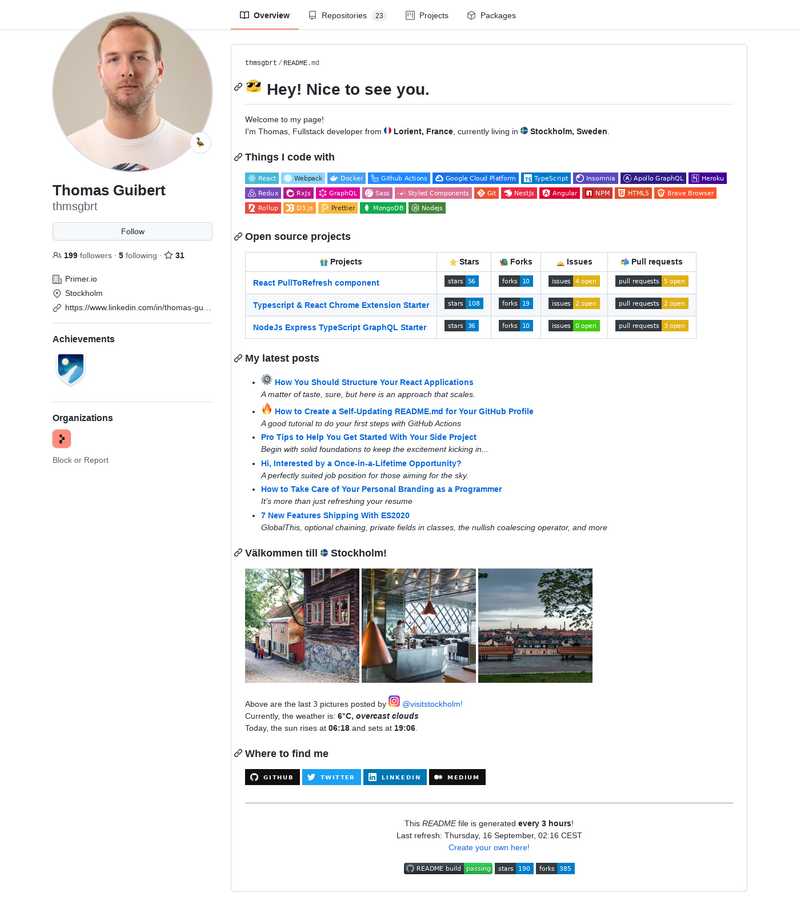 Overview
Repositories 23
Projects
Packages
Thomas Guibert
thmsgbrt
Follow
199 followers · 5 following · 31
Primer.io
Stockholm
https://www.linkedin.com/in/thomas-gu...
Achievements
Organizations
Block or Report
thmsgbrt / README.md
Hey! Nice to see you.
Welcome to my page!
I'm Thomas, Fullstack developer from Lorient, France, currently living in Stockholm, Sweden.
Things I code with
React Webpack Docker Github Actions Google Cloud Platform TypeScript Insomnia Apollo GraphQL Heroku
Redux RxJs GraphQL Sass Styled Components Git NestJs Angular NPM HTML5 Brave Browser
Rollup D3.js Prettier MongoDB Nodejs
Open source projects
Projects Stars Forks Issues Pull requests
React PullToRefresh component stars 56 forks 10 issues 4 open pull requests 5 open
Typescript & React Chrome Extension Starter stars 108 forks 19 issues 2 open pull requests 2 open
NodeJs Express TypeScript GraphQL Starter stars 36 forks 10 issues 0 open pull requests 3 open
My latest posts
How You Should Structure Your React Applications
A matter of taste, sure, but here is an approach that scales.
How to Create a Self-Updating README.md for Your GitHub Profile
A good tutorial to do your first steps with GitHub Actions
Pro Tips to Help You Get Started With Your Side Project
Begin with solid foundations to keep the excitement kicking in...
Hi, Interested by a Once-in-a-Lifetime Opportunity?
A perfectly suited job position for those aiming for the sky.
How to Take Care of Your Personal Branding as a Programmer
It's more than just refreshing your resume
7 New Features Shipping With ES2020
GlobalThis, optional chaining, private fields in classes, the nullish coalescing operator, and more
Välkommen till Stockholm!
Above are the last 3 pictures posted by @visitstockholm!
Currently, the weather is: 6°C, overcast clouds
Today, the sun rises at 06:18 and sets at 19:06.
Where to find me
GITHUB TWITTER LINKEDIN MEDIUM
This README file is generated every 3 hours!
Last refresh: Thursday, 16 September, 02:16 CEST
Create your own here!
README build passing stars 190 forks 385